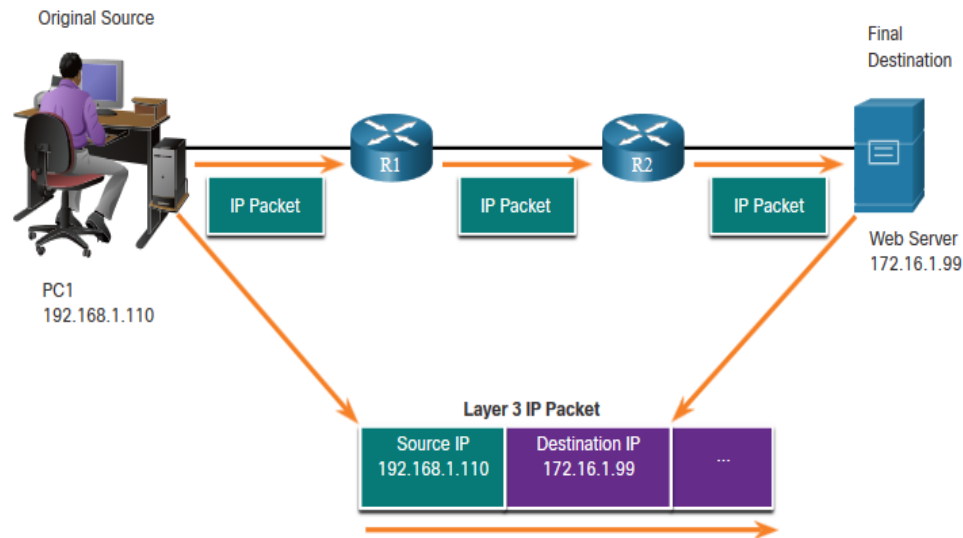 Original Source
Final
Destination
R1
R2
IP Packet
IP Packet
IP Packet
Web Server
172.16.1.99
PC1
192.168.1.110
Layer 3 IP Packet
Source IP
192.168.1.110
Destination IP
172.16.1.99
...